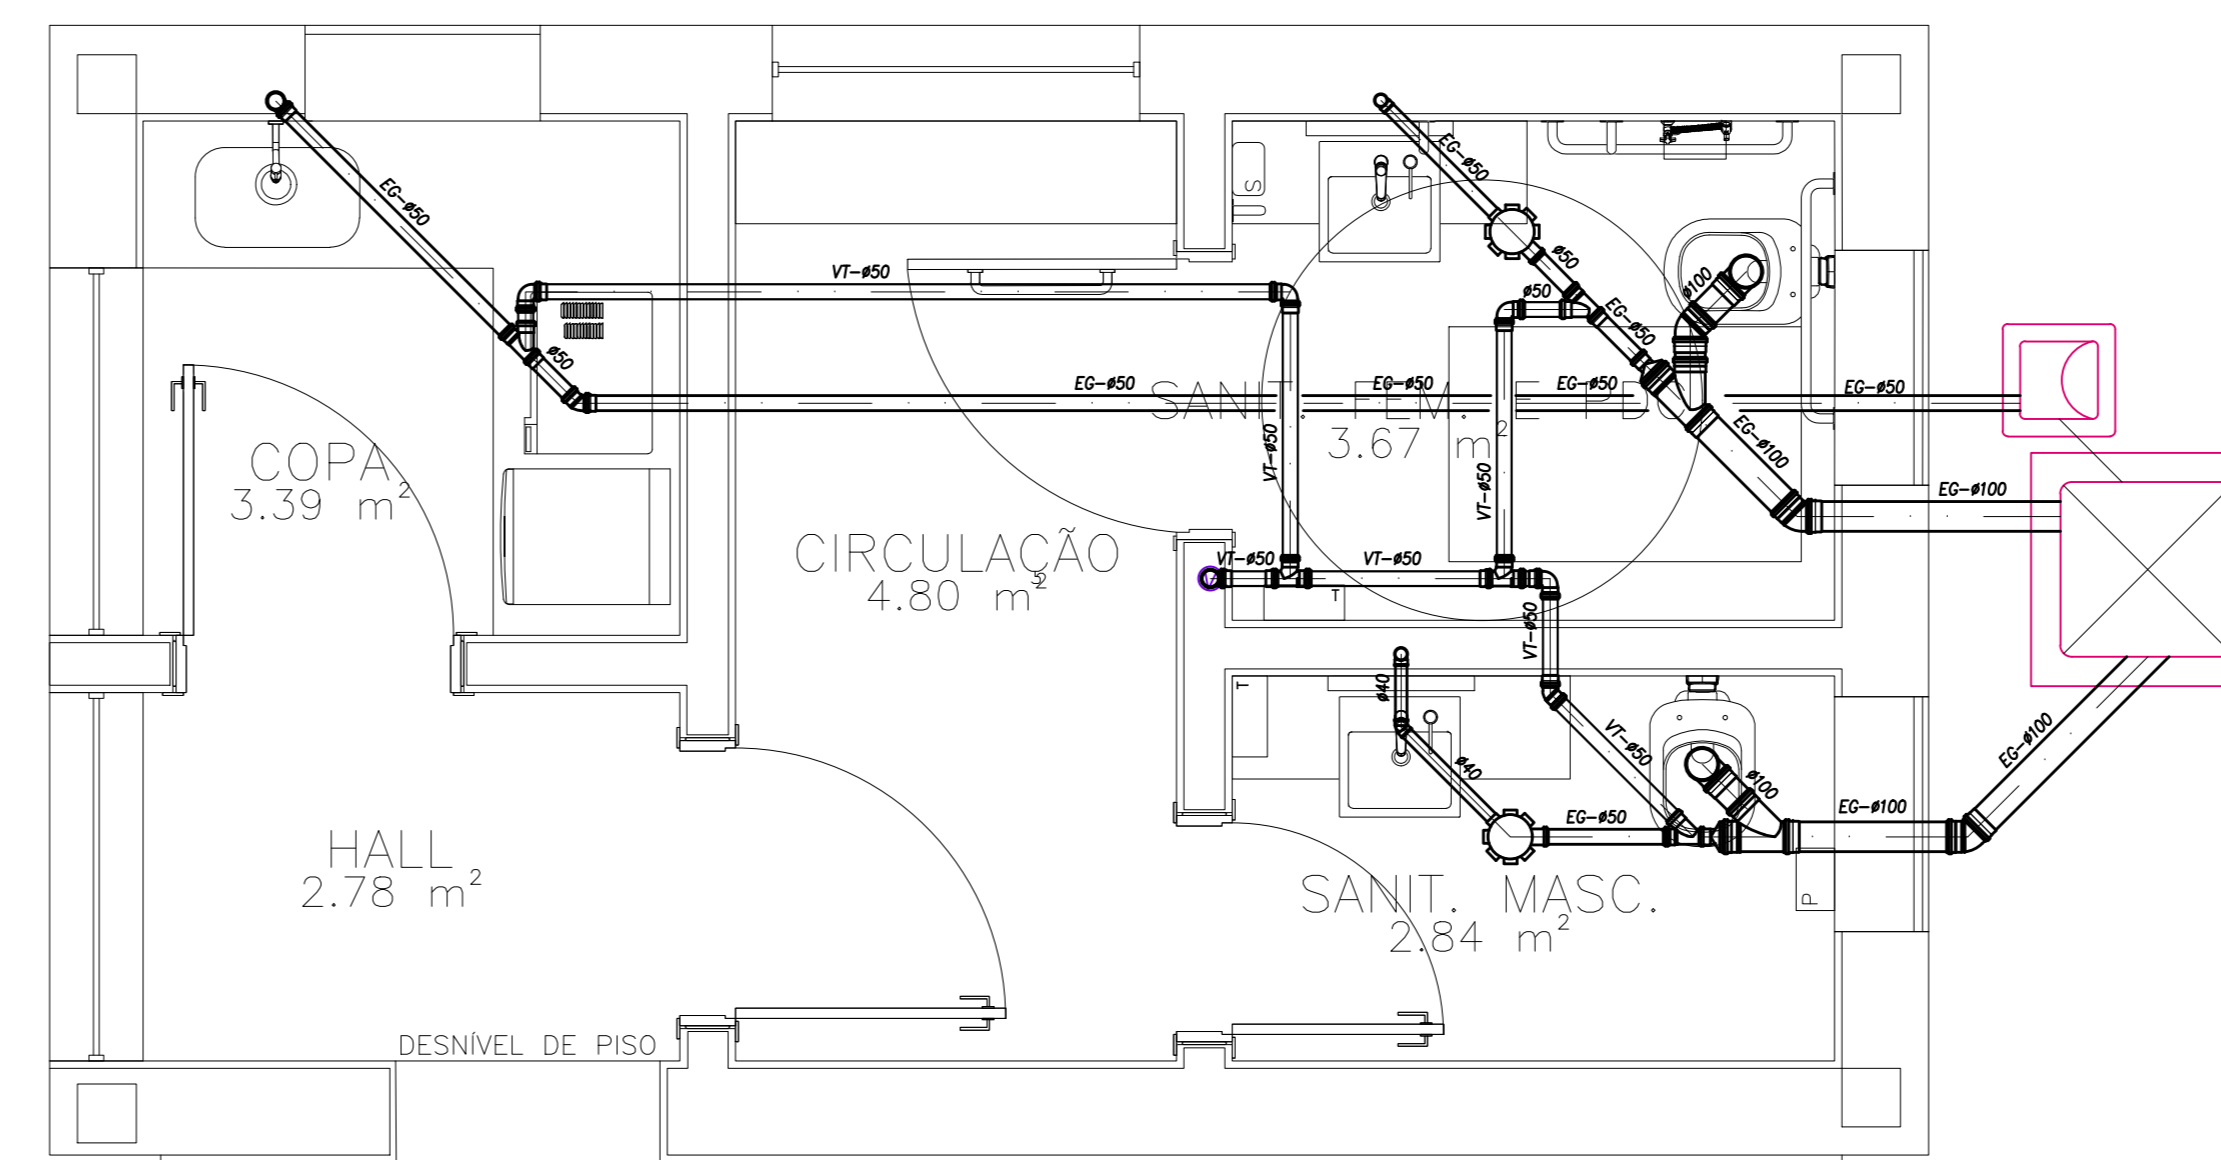 EG-ø50
EG-ø50
S
VT-ø50
ø50
ø100
ø50
EG-ø50
ø50
EG-ø50
EG-ø50
EG-ø50
EG-ø50
SANIT. FEM. E PDC
3.67 m²
COPA
3.39 m²
VT-ø50
EG-ø100
VT-ø50
EG-ø100
CIRCULAÇÃO
4.80 m²
VT-ø50
VT-ø50
T
VT-ø50
T
ø40
VT-ø50
EG-ø100
ø40
ø100
EG-ø50
EG-ø100
HALL
2.78 m²
SANIT. MASC.
2.84 m²
P
DESNÍVEL DE PISO